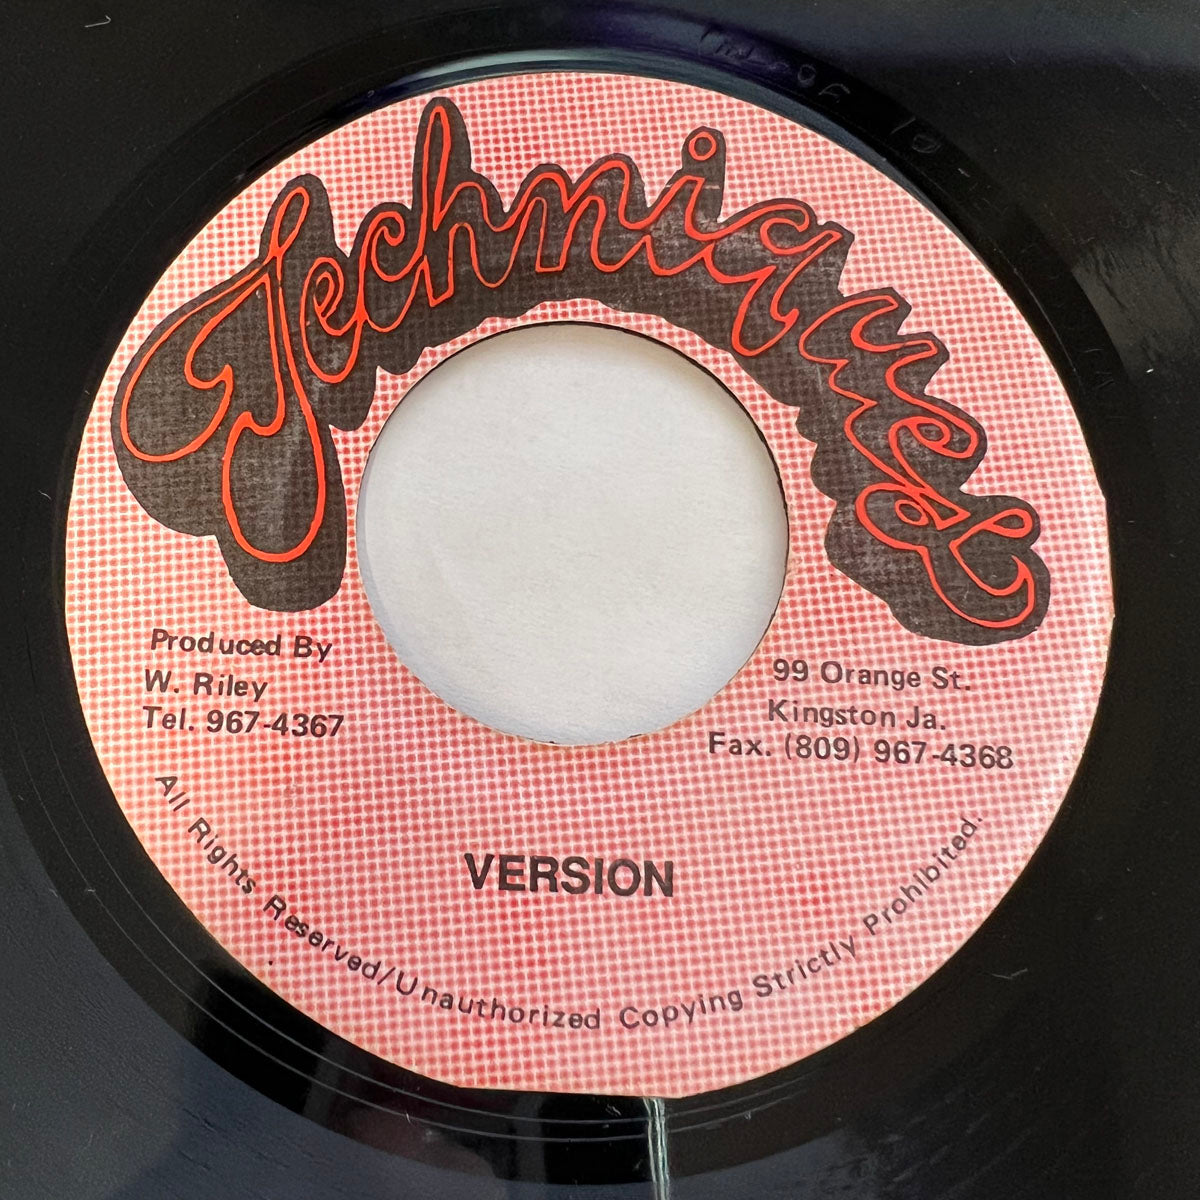 Techniques
Produced By
W. Riley
Tel. 967-4367
99 Orange St.
Kingston Ja.
Fax. (809) 967-4368
VERSION
All Rights Reserved/Unauthorized Copying Strictly Prohibited.